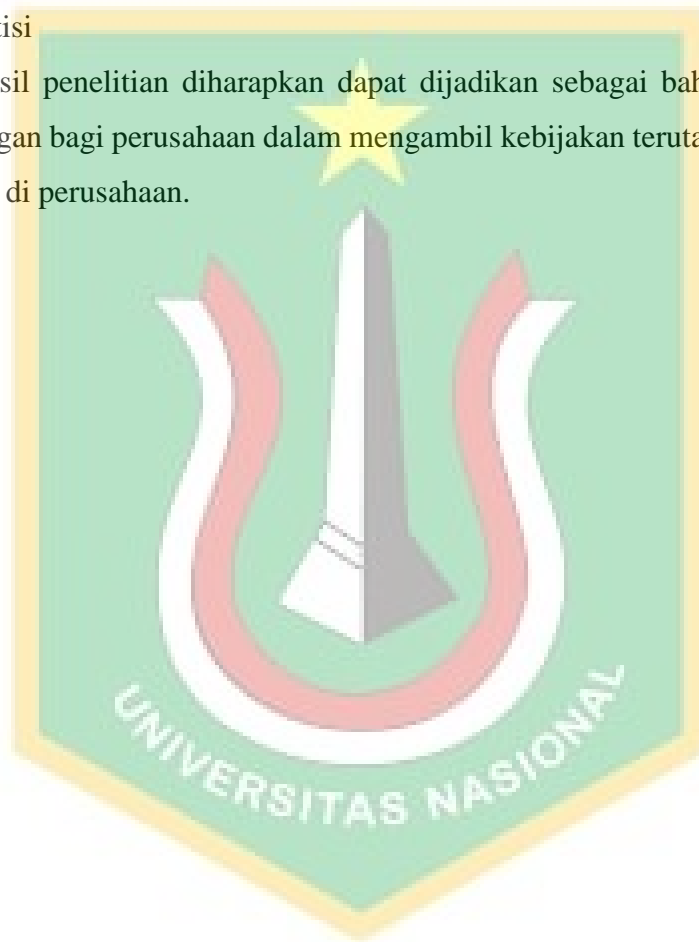 tisi
sil penelitian diharapkan dapat dijadikan sebagai bah
gan bagi perusahaan dalam mengambil kebijakan teruta
di perusahaan.
UNIVERSITAS NASIONAL